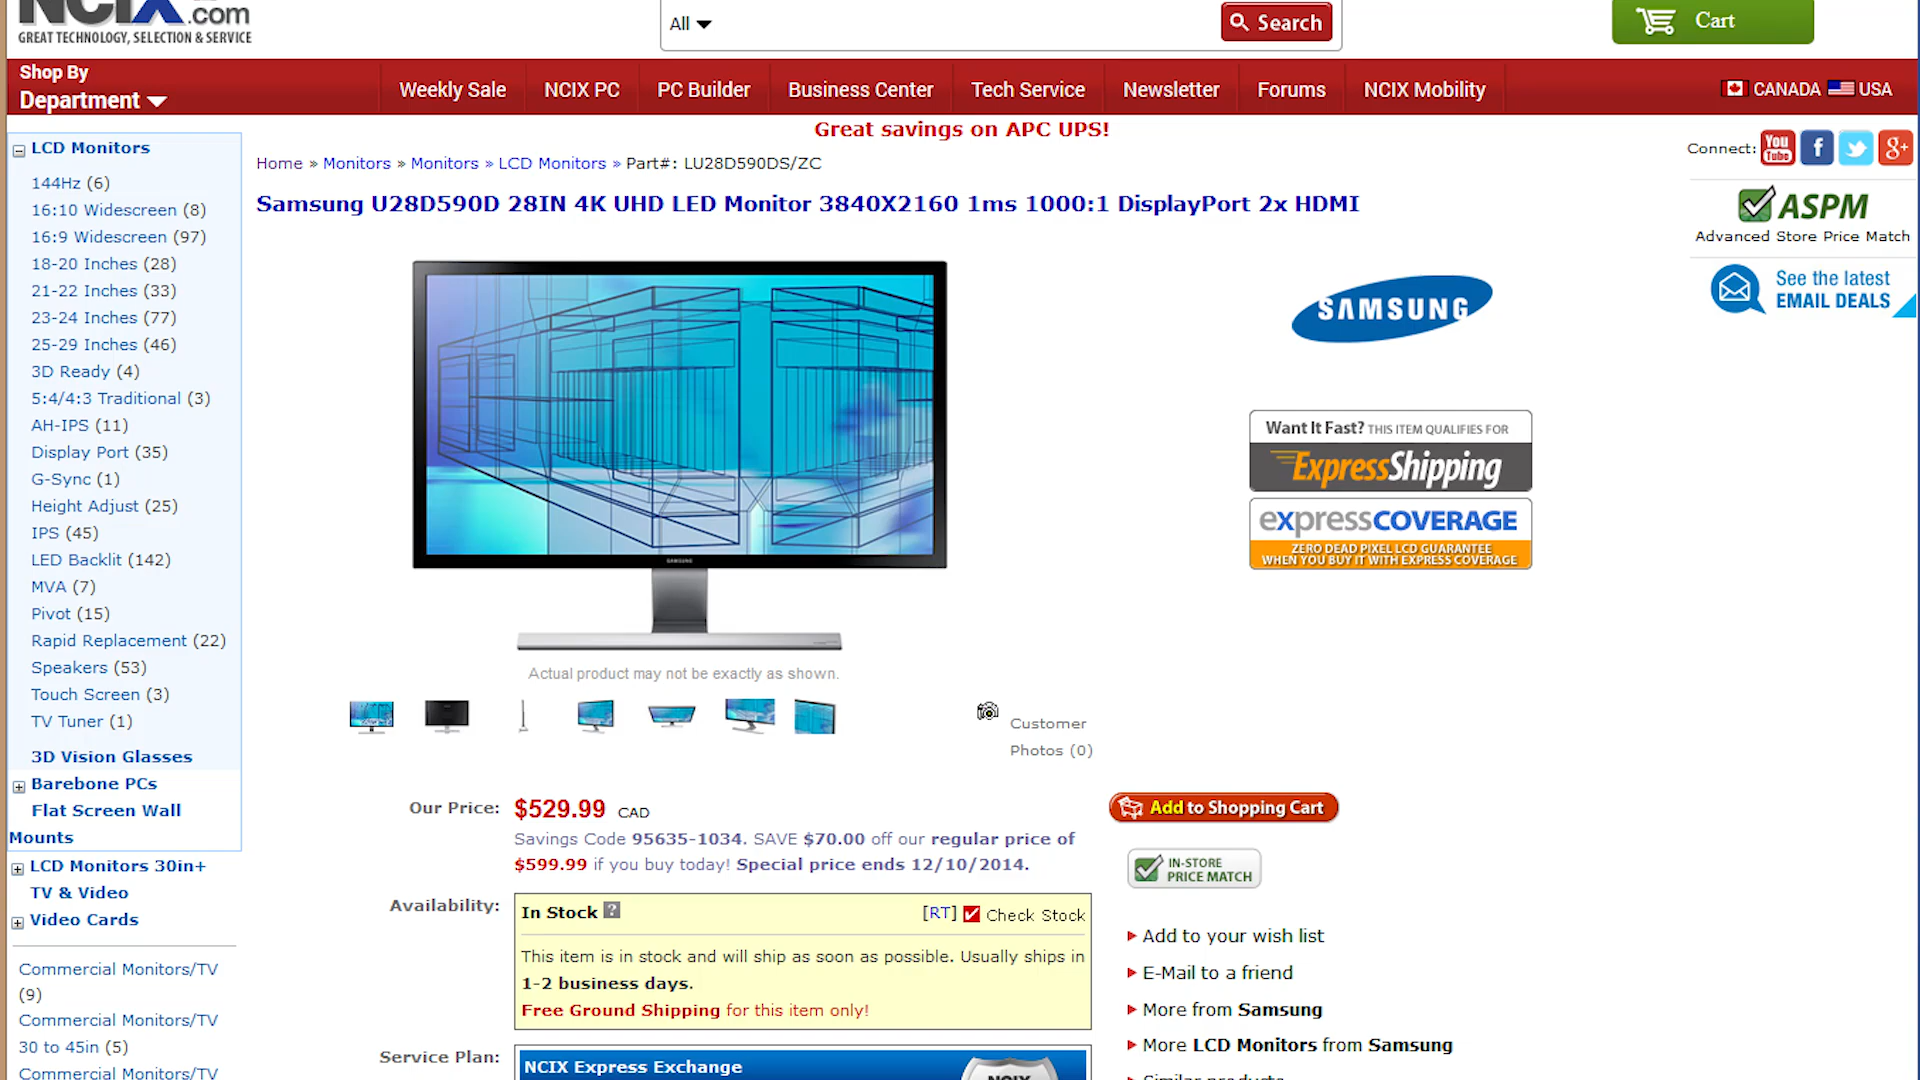 NCIX.com
GREAT TECHNOLOGY, SELECTION & SERVICE
All
Search
Cart
Shop By
Department
Weekly Sale
NCIX PC
PC Builder
Business Center
Tech Service
Newsletter
Forums
NCIX Mobility
CANADA
USA
Great savings on APC UPS!
LCD Monitors
144Hz (6)
16:10 Widescreen (8)
16:9 Widescreen (97)
18-20 Inches (28)
21-22 Inches (33)
23-24 Inches (77)
25-29 Inches (46)
3D Ready (4)
5:4/4:3 Traditional (3)
AH-IPS (11)
Display Port (35)
G-Sync (1)
Height Adjust (25)
IPS (45)
LED Backlit (142)
MVA (7)
Pivot (15)
Rapid Replacement (22)
Speakers (53)
Touch Screen (3)
TV Tuner (1)
3D Vision Glasses
Barebone PCs
Flat Screen Wall
Mounts
LCD Monitors 30in+
TV & Video
Video Cards
Commercial Monitors/TV
(9)
Commercial Monitors/TV
30 to 45in (5)
Commercial Monitors/TV
Home » Monitors » Monitors » LCD Monitors » Part#: LU28D590DS/ZC
Samsung U28D590D 28IN 4K UHD LED Monitor 3840X2160 1ms 1000:1 DisplayPort 2x HDMI
SAMSUNG
Actual product may not be exactly as shown.
Customer
Photos (0)
SAMSUNG
Want It Fast? THIS ITEM QUALIFIES FOR
ExpressShipping
expressCOVERAGE
ZERO DEAD PIXEL LCD GUARANTEE
WHEN YOU BUY IT WITH EXPRESS COVERAGE
Connect: You Tube f g+
ASPM
Advanced Store Price Match
See the latest
EMAIL DEALS
Our Price: $529.99 CAD
Savings Code 95635-1034. SAVE $70.00 off our regular price of
$599.99 if you buy today! Special price ends 12/10/2014.
Availability:
In Stock ? [RT] Check Stock
This item is in stock and will ship as soon as possible. Usually ships in
1-2 business days.
Free Ground Shipping for this item only!
Service Plan:
NCIX Express Exchange
NCIX
Add to Shopping Cart
IN-STORE
PRICE MATCH
Add to your wish list
E-Mail to a friend
More from Samsung
More LCD Monitors from Samsung
Similar products